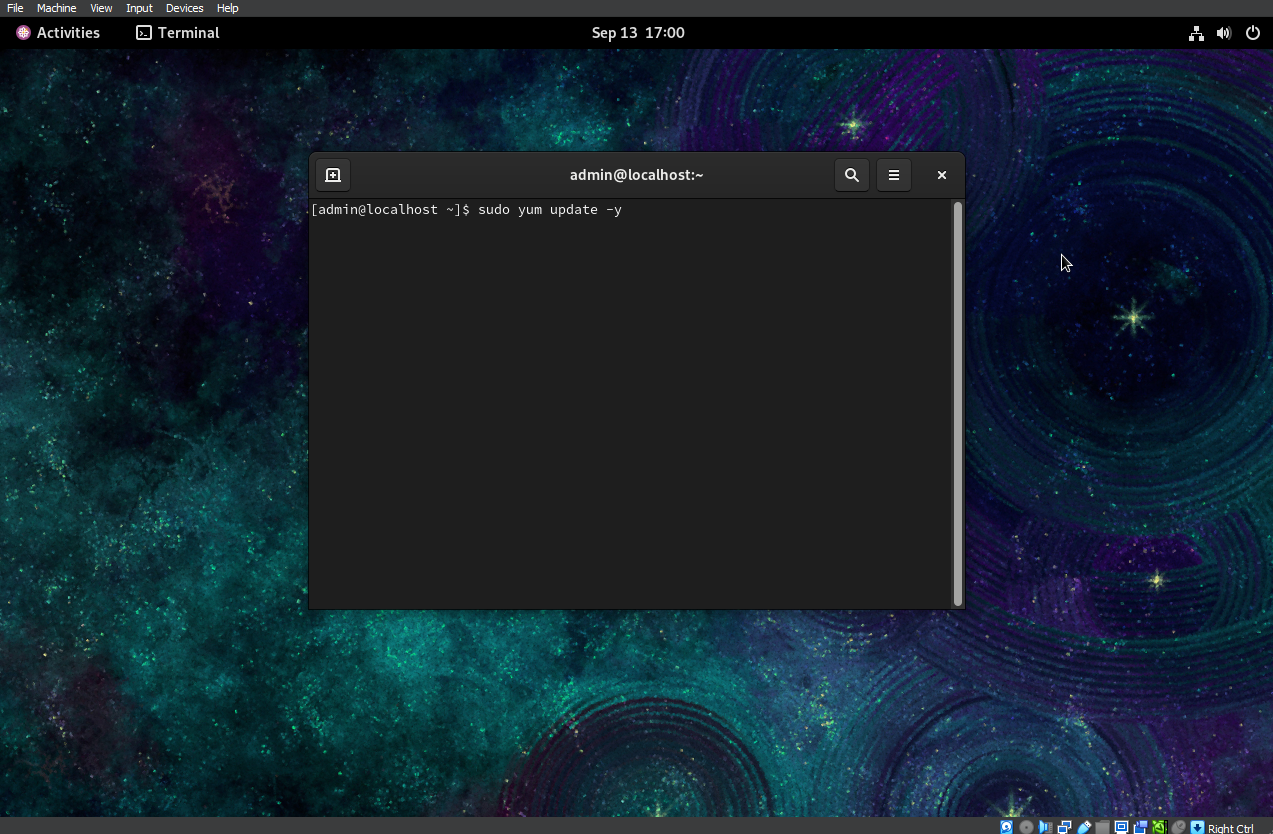 File Machine View Input Devices Help
Activities Terminal Sep 13 17:00
admin@localhost:~
[admin@localhost ~]$ sudo yum update -y
Right Ctrl